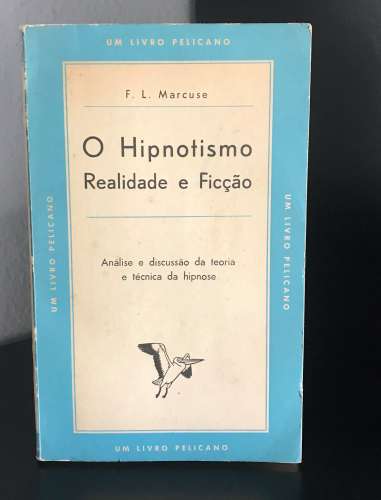 UM LIVRO PELICANO
F. L. Marcuse
O Hipnotismo
Realidade e Ficção
UM LIVRO PELICANO
UM LIVRO PELICANO
Análise e discussão da teoria
e técnica da hipnose
UM LIVRO PELICANO